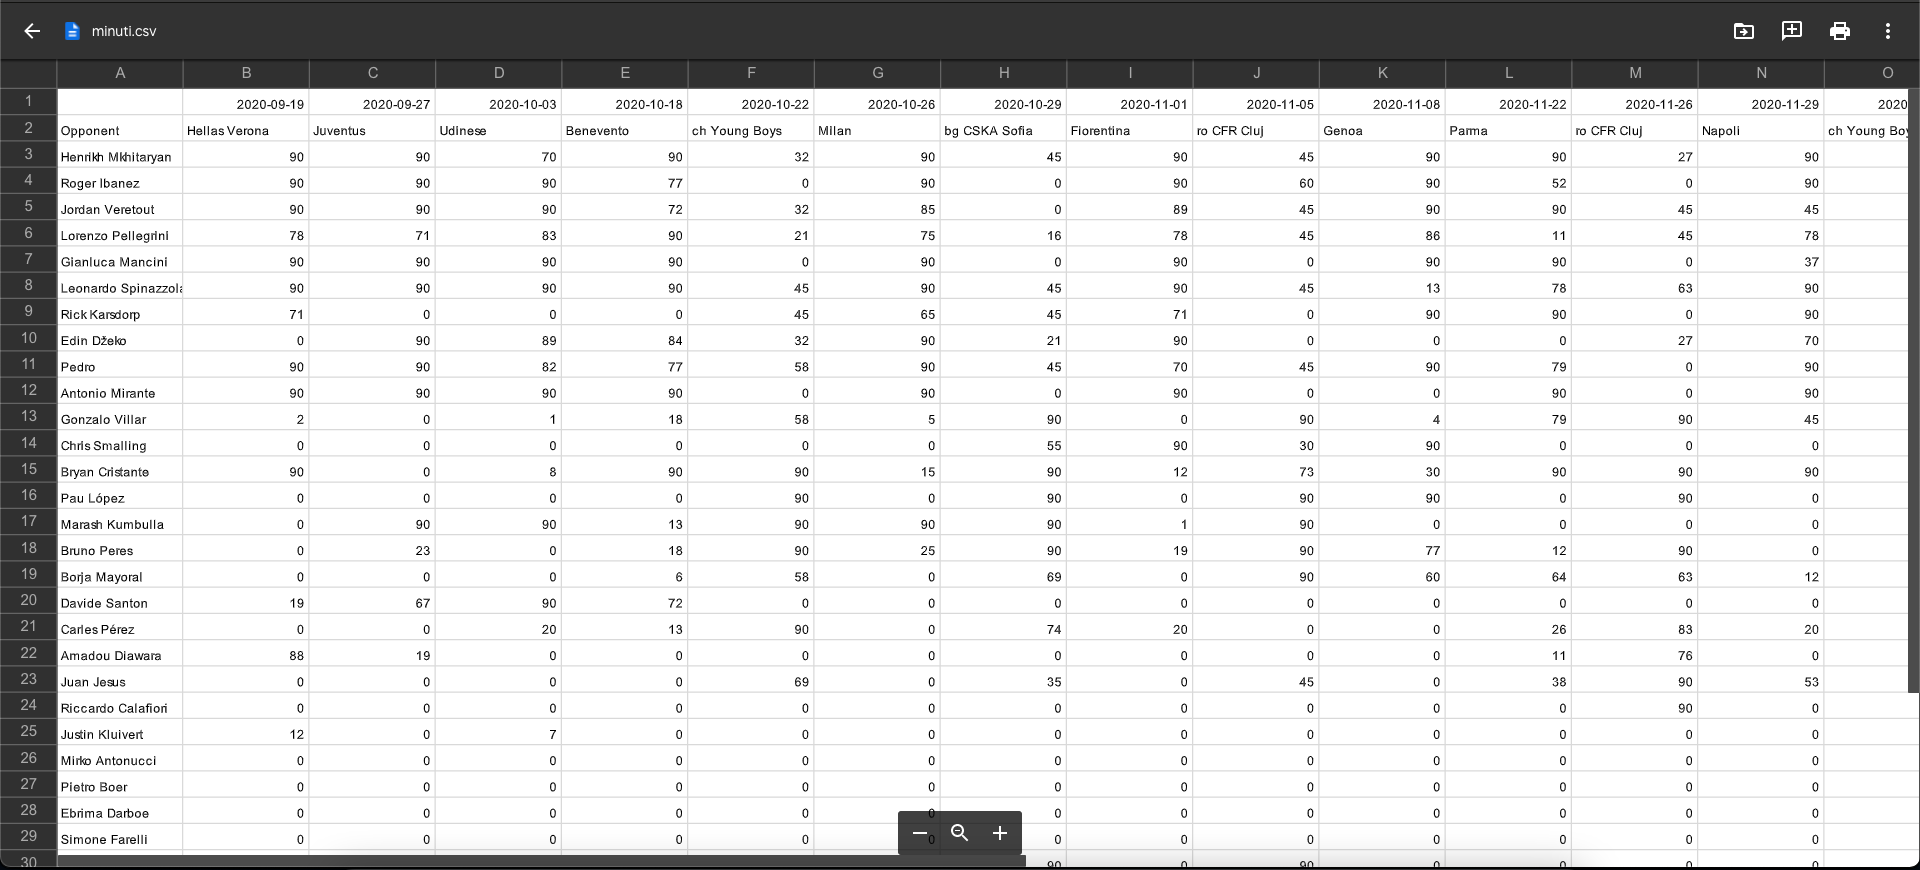 minuti.csv
A B C D E F G H I J K L M N O
1 2020-09-19 2020-09-27 2020-10-03 2020-10-18 2020-10-22 2020-10-26 2020-10-29 2020-11-01 2020-11-05 2020-11-08 2020-11-22 2020-11-26 2020-11-29 2020
2 Opponent Hellas Verona Juventus Udinese Benevento ch Young Boys Milan bg CSKA Sofia Fiorentina ro CFR Cluj Genoa Parma ro CFR Cluj Napoli ch Young Boy
3 Henrikh Mkhitaryan 90 90 70 90 32 90 45 90 45 90 90 27 90
4 Roger Ibanez 90 90 90 77 0 90 0 90 60 90 52 0 90
5 Jordan Veretout 90 90 90 72 32 85 0 89 45 90 90 45 45
6 Lorenzo Pellegrini 78 71 83 90 21 75 16 78 45 86 11 45 78
7 Gianluca Mancini 90 90 90 90 0 90 0 90 0 90 90 0 37
8 Leonardo Spinazzola 90 90 90 90 45 90 45 90 45 13 78 63 90
9 Rick Karsdorp 71 0 0 0 45 65 45 71 0 90 90 0 90
10 Edin Džeko 0 90 89 84 32 90 21 90 0 0 0 27 70
11 Pedro 90 90 82 77 58 90 45 70 45 90 79 0 90
12 Antonio Mirante 90 90 90 90 0 90 0 90 0 0 90 0 90
13 Gonzalo Villar 2 0 1 18 58 5 90 0 90 4 79 90 45
14 Chris Smalling 0 0 0 0 0 0 55 90 30 90 0 0 0
15 Bryan Cristante 90 0 8 90 90 15 90 12 73 30 90 90 90
16 Pau López 0 0 0 0 90 0 90 0 90 90 0 90 0
17 Marash Kumbulla 0 90 90 13 90 90 90 1 90 0 0 0 0
18 Bruno Peres 0 23 0 18 90 25 90 19 90 77 12 90 0
19 Borja Mayoral 0 0 0 6 58 0 69 0 90 60 64 63 12
20 Davide Santon 19 67 90 72 0 0 0 0 0 0 0 0 0
21 Carles Pérez 0 0 20 13 90 0 74 20 0 0 26 83 20
22 Amadou Diawara 88 19 0 0 0 0 0 0 0 0 11 76 0
23 Juan Jesus 0 0 0 0 69 0 35 0 45 0 38 90 53
24 Riccardo Calafiori 0 0 0 0 0 0 0 0 0 0 0 90 0
25 Justin Kluivert 12 0 7 0 0 0 0 0 0 0 0 0 0
26 Mirko Antonucci 0 0 0 0 0 0 0 0 0 0 0 0 0
27 Pietro Boer 0 0 0 0 0 0 0 0 0 0 0 0 0
28 Ebrima Darboe 0 0 0 0 0 0 0 0 0 0 0 0 0
29 Simone Farelli 0 0 0 0 0 0 0 0 0 0 0 0 0
30 90 0 90 0 0 0 0